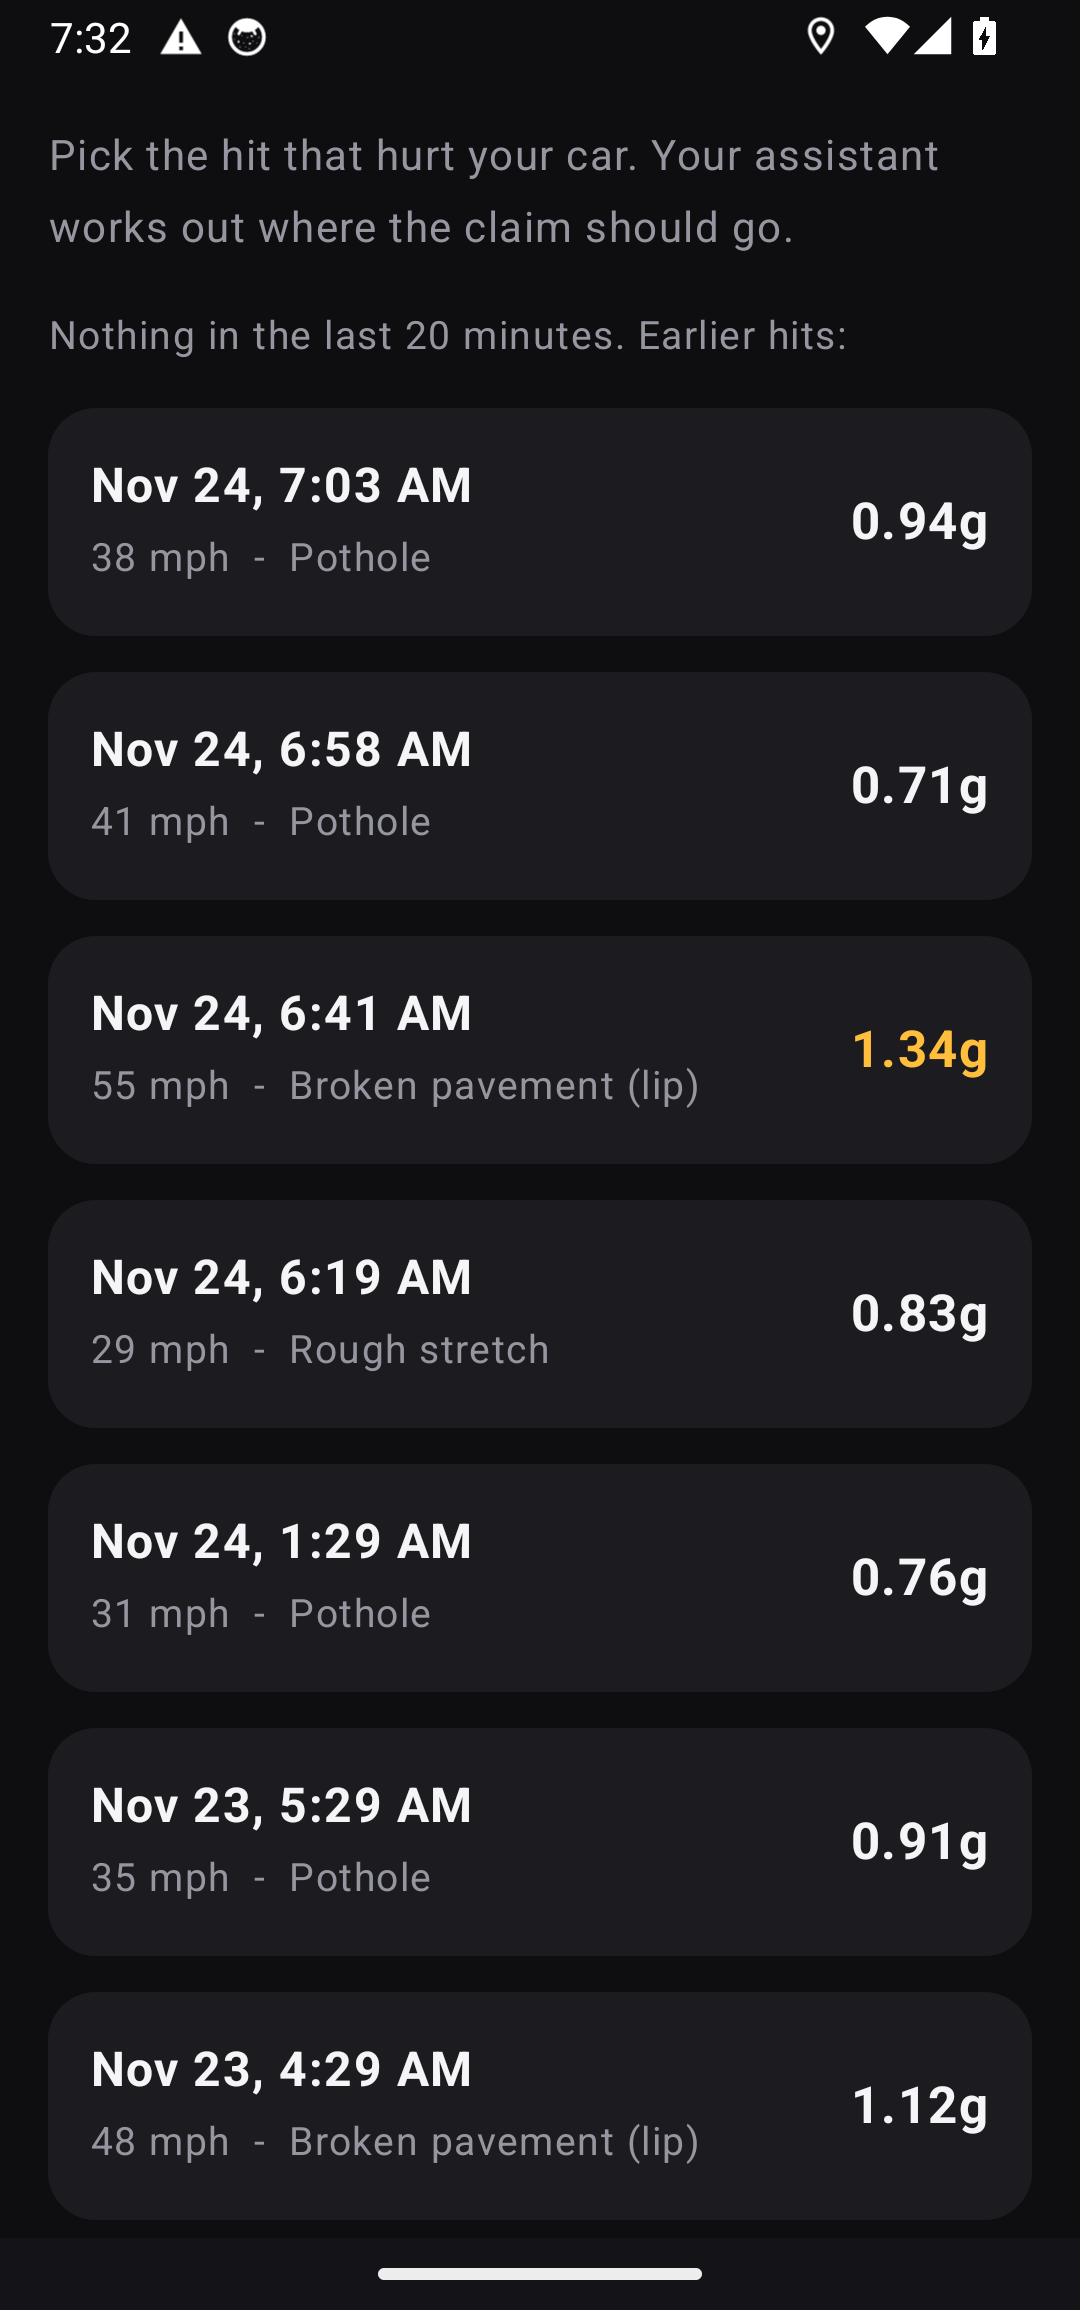 7:32
Pick the hit that hurt your car. Your assistant
works out where the claim should go.
Nothing in the last 20 minutes. Earlier hits:
Nov 24, 7:03 AM
38 mph - Pothole
0.94g
Nov 24, 6:58 AM
41 mph - Pothole
0.71g
Nov 24, 6:41 AM
55 mph - Broken pavement (lip)
1.34g
Nov 24, 6:19 AM
29 mph - Rough stretch
0.83g
Nov 24, 1:29 AM
31 mph - Pothole
0.76g
Nov 23, 5:29 AM
35 mph - Pothole
0.91g
Nov 23, 4:29 AM
48 mph - Broken pavement (lip)
1.12g